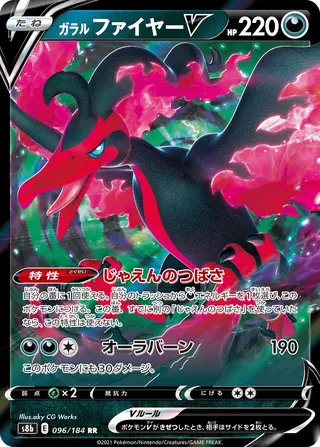 たね ガラル ファイヤーV HP 220
特性 とくせい じゃえんのつばさ
自分の番に1回使える。自分のトラッシュから エネルギーを1枚選び、この
ポケモンにつける。この番、すでに別の「じゃえんのつばさ」を使っていた
なら、この特性は使えない。
オーラバーン 190
このポケモンにも30ダメージ。
弱点 ×2 抵抗力 にげる
Illus.aky CG Works Vルール
s8b E 096/184 RR ポケモンVがきぜつしたとき、相手はサイドを2枚とる。
©2021 Pokémon/Nintendo/Creatures/GAME FREAK.